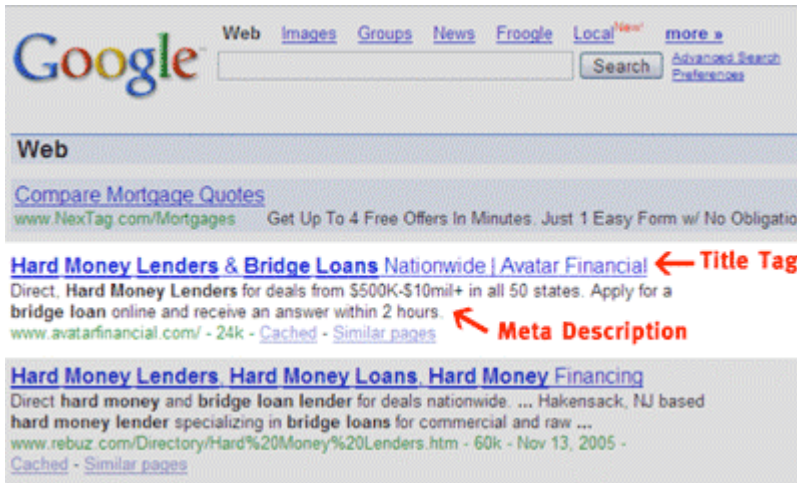 Google
Web Images Groups News Froogle Local New! more »
Search Advanced Search
Preferences
Web
Compare Mortgage Quotes
www.NexTag.com/Mortgages Get Up To 4 Free Offers In Minutes. Just 1 Easy Form w/ No Obligatio
Hard Money Lenders & Bridge Loans Nationwide | Avatar Financial Title Tag
Direct, Hard Money Lenders for deals from $500K-$10mil+ in all 50 states. Apply for a
bridge loan online and receive an answer within 2 hours.
www.avatarfinancial.com/ - 24k - Cached - Similar pages Meta Description
Hard Money Lenders, Hard Money Loans, Hard Money Financing
Direct hard money and bridge loan lender for deals nationwide. ... Hakensack, NJ based
hard money lender specializing in bridge loans for commercial and raw ...
www.rebuz.com/Directory/Hard%20Money%20Lenders.htm - 60k - Nov 13, 2005 -
Cached - Similar pages